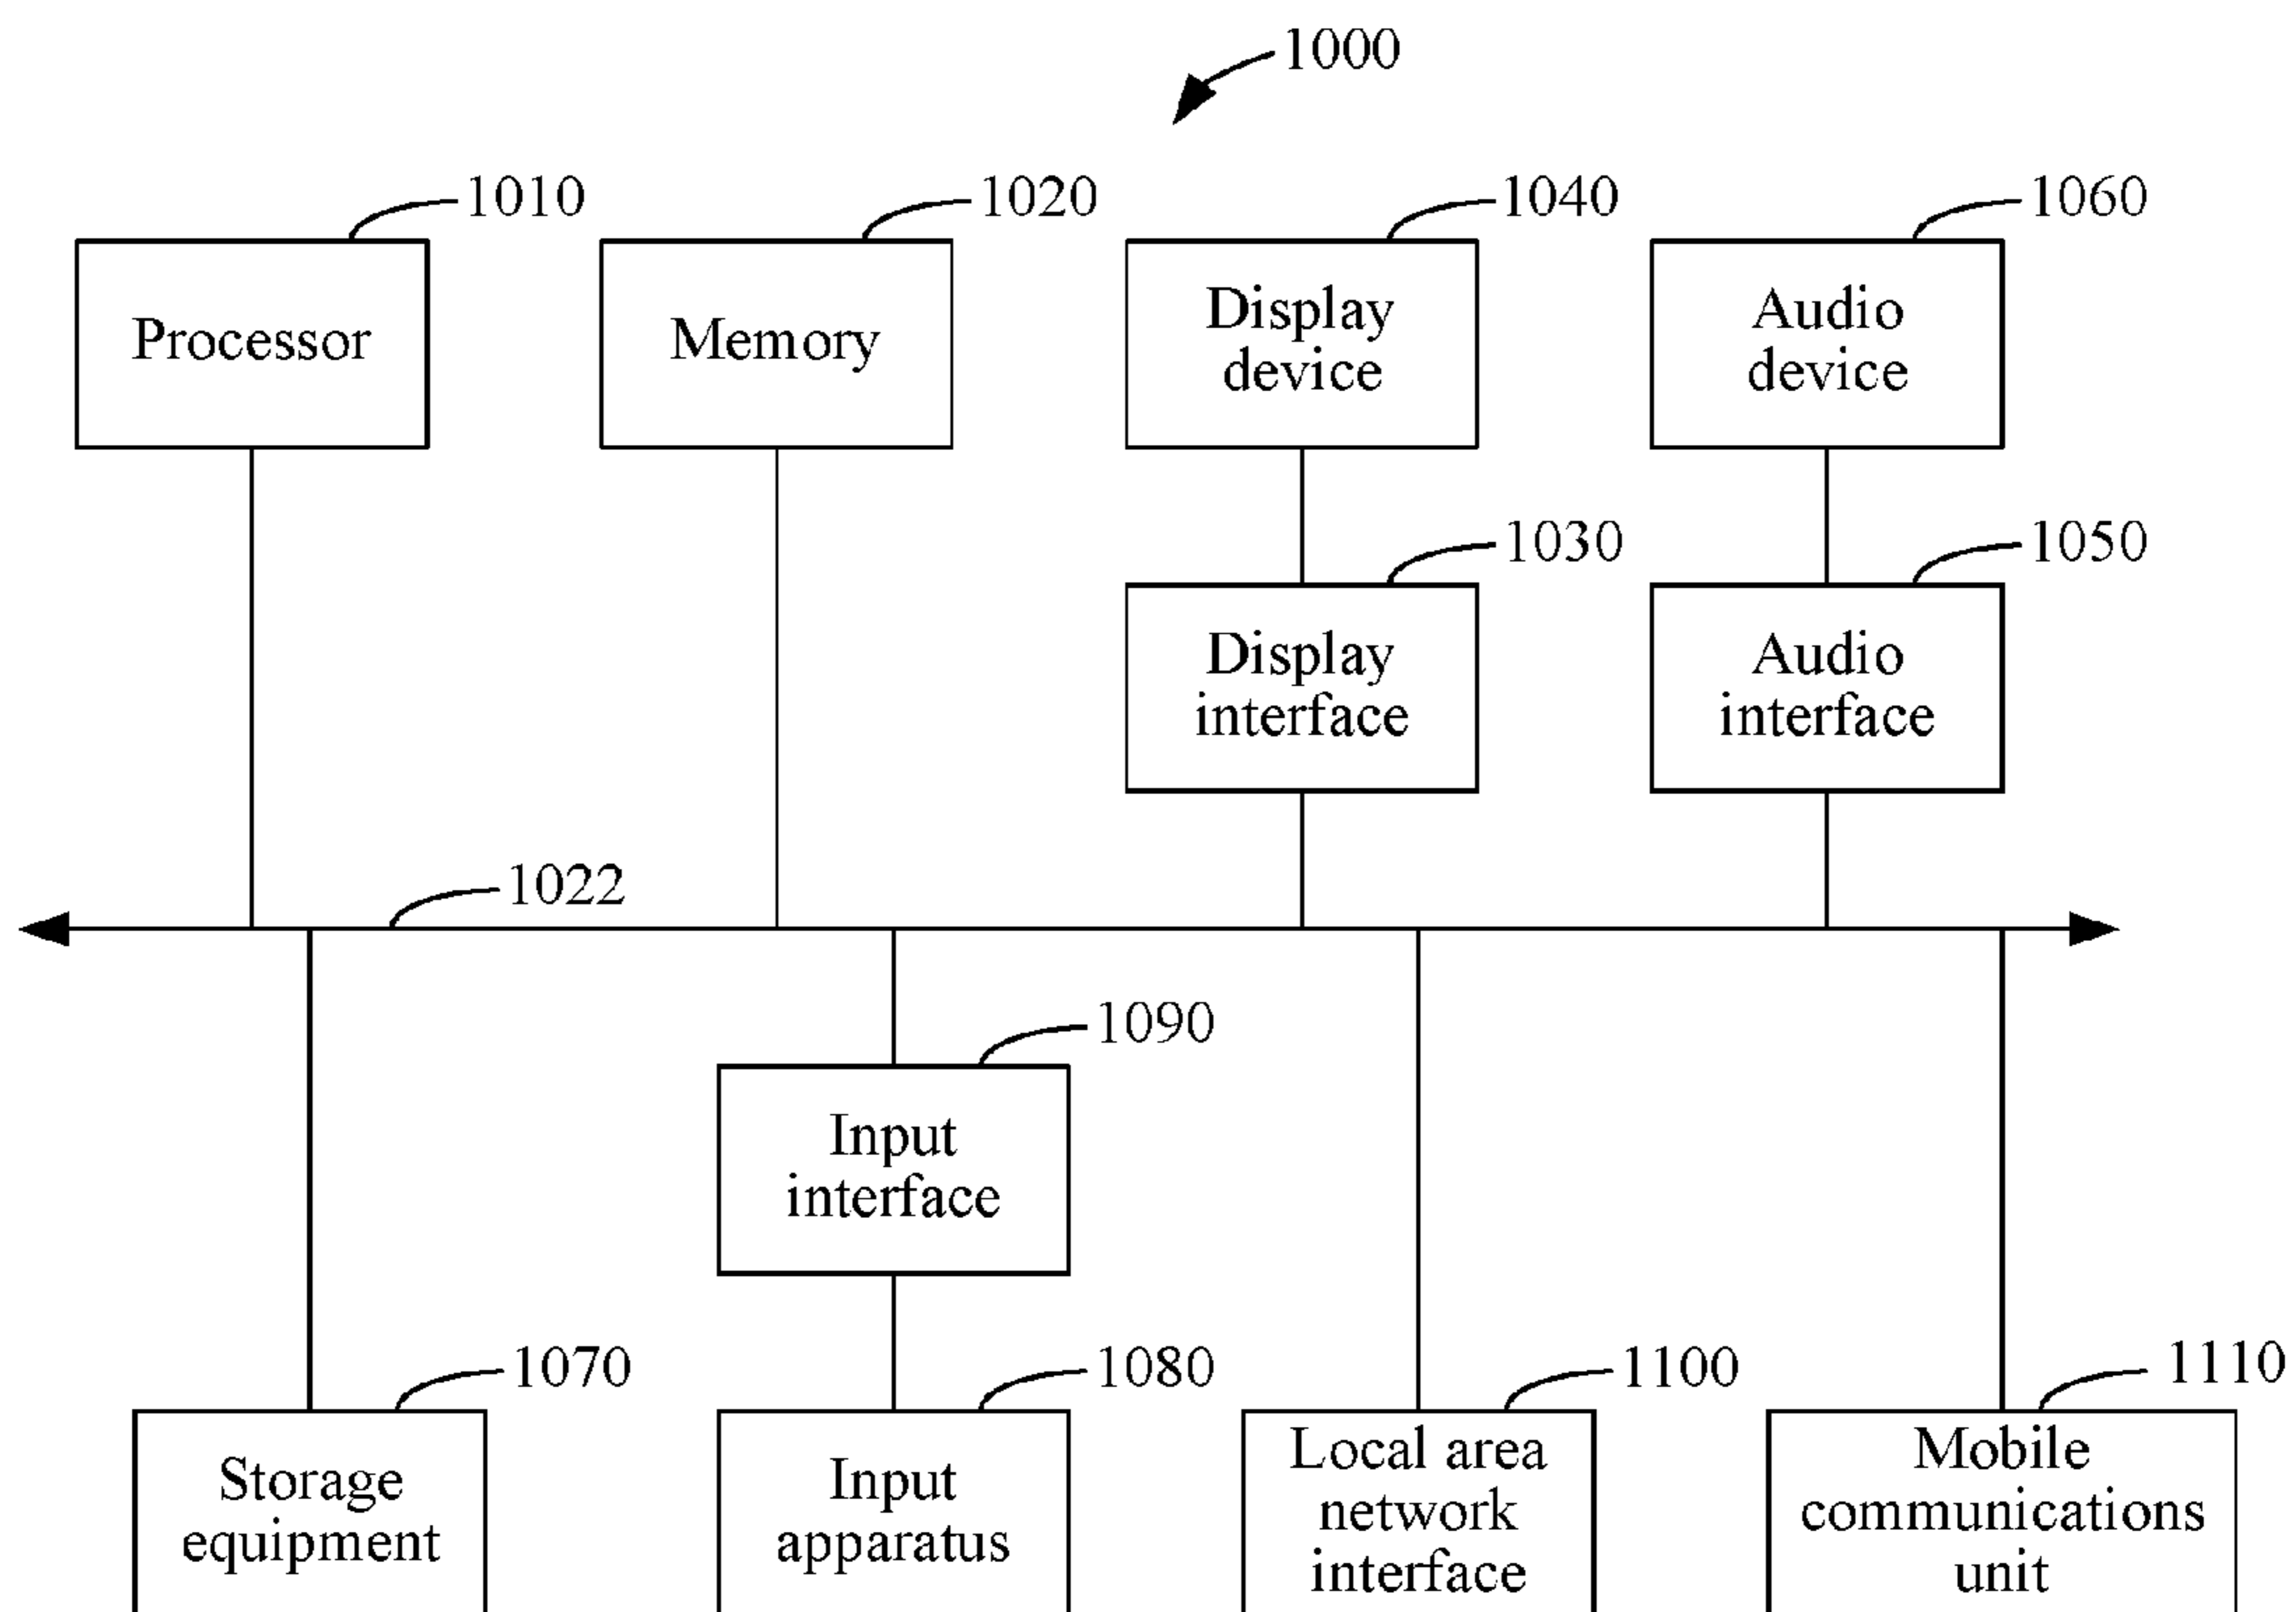 1000
1010
1020
1040
1060
Processor
Memory
Display
device
Audio
device
1030
1050
Display
interface
Audio
interface
1022
1090
Input
interface
1070
1080
1100
1110
Storage
equipment
Input
apparatus
Local area
network
interface
Mobile
communications
unit